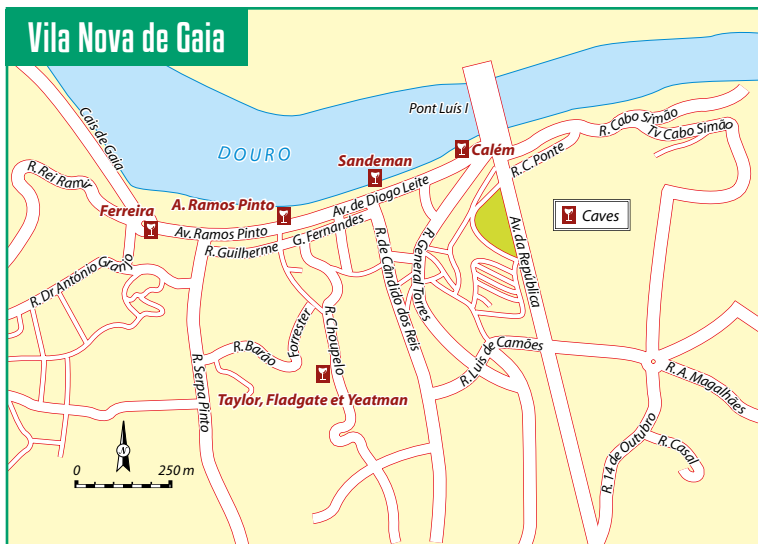 Vila Nova de Gaia
Cais de Gaia
DOURO
Pont Luís I
R. Cabo Simão
Tv Cabo Simão
Calém
R. C. Ponte
Sandeman
R. Rei Ramir
A. Ramos Pinto
Av. de Diogo Leite
Ferreira
Av. Ramos Pinto
G. Fernandes
R. Guilherme
Caves
Av. da República
R. General Torres
R. de Cândido dos Reis
R. Dr António Granjo
R. Barão
Forrester
R. Choupelo
R. Luís de Camões
R. Serpa Pinto
Taylor, Fladgate et Yeatman
R. A. Magalhães
R. 14 de Outubro
R. Casal
N
0 250 m